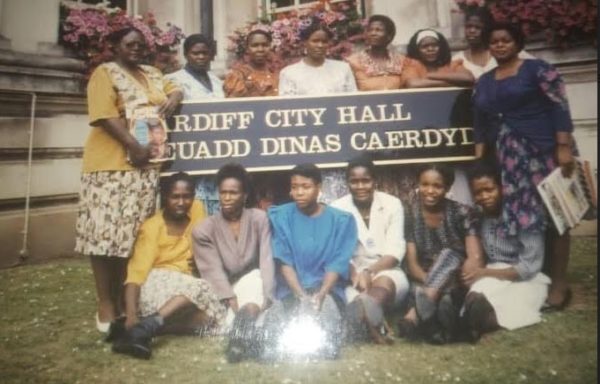 ARDIFF CITY HALL
EUADD DINAS CAERDYD